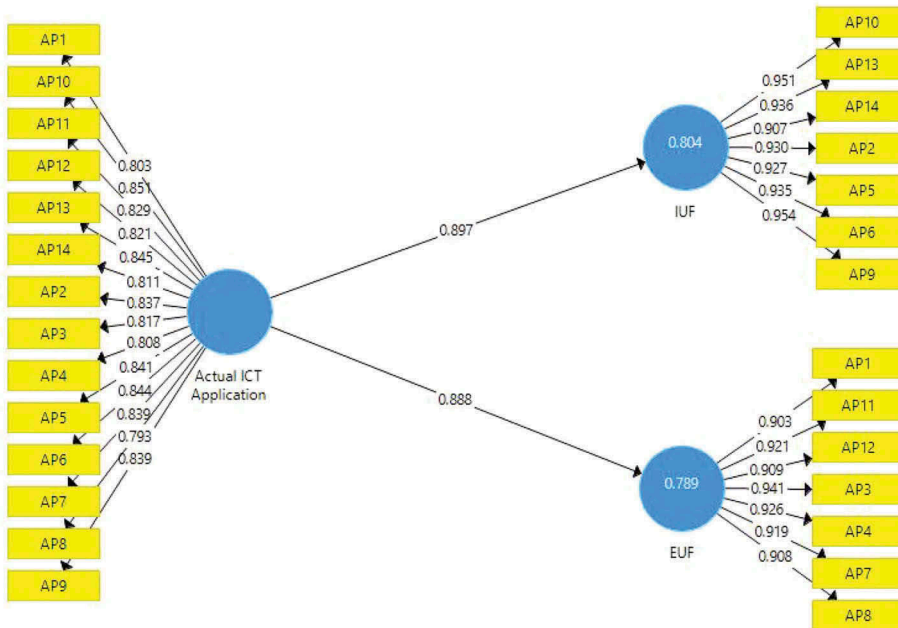 AP1
AP10
AP11
AP12
AP13
AP14
AP2
AP3
AP4
AP5
AP6
AP7
AP8
AP9
0.803
0.851
0.829
0.821
0.845
0.811
0.837
0.817
0.808
0.841
0.844
0.839
0.793
0.839
Actual ICT
Application
0.897
0.888
0.804
IUF
0.951
0.936
0.907
0.930
0.927
0.935
0.954
AP10
AP13
AP14
AP2
AP5
AP6
AP9
0.789
EUF
0.903
0.921
0.909
0.941
0.926
0.919
0.908
AP1
AP11
AP12
AP3
AP4
AP7
AP8